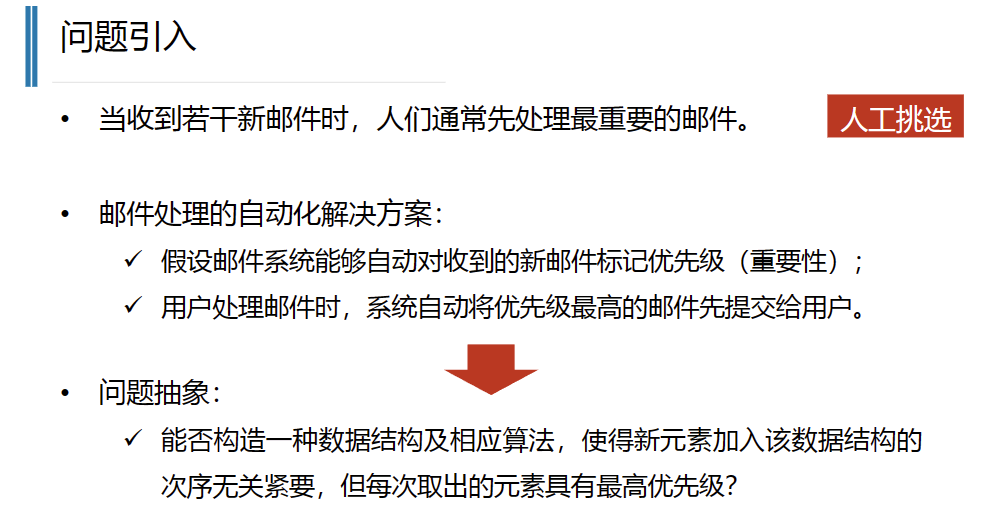 问题引入
• 当收到若干新邮件时，人们通常先处理最重要的邮件。
人工挑选
• 邮件处理的自动化解决方案：
✓ 假设邮件系统能够自动对收到的新邮件标记优先级（重要性）；
✓ 用户处理邮件时，系统自动将优先级最高的邮件先提交给用户。
• 问题抽象：
✓ 能否构造一种数据结构及相应算法，使得新元素加入该数据结构的
次序无关紧要，但每次取出的元素具有最高优先级？